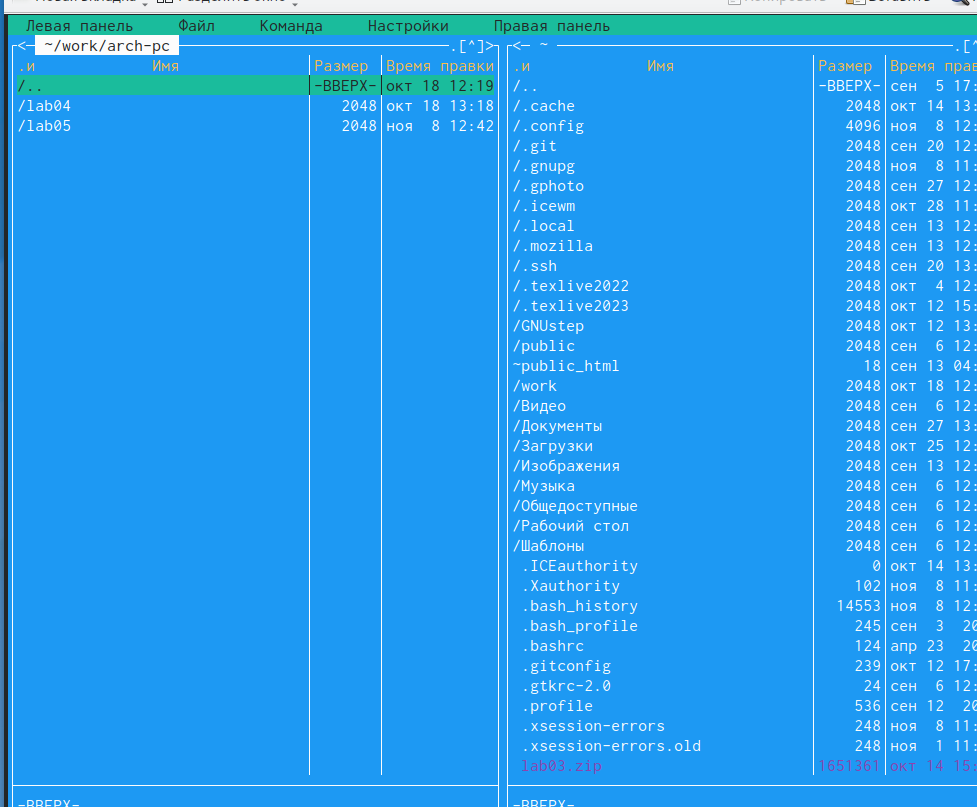 Левая панель Файл Команда Настройки Правая панель
<- ~/work/arch-pc .[^]>
.и Имя Размер Время правки
/.. -ВВЕРХ- окт 18 12:19
/lab04 2048 окт 18 13:18
/lab05 2048 ноя 8 12:42
-ВВЕРХ-
<- ~ .[^
.и Имя Размер Время прав
/.. -ВВЕРХ- сен 5 17:
/.cache 2048 окт 14 13:
/.config 4096 ноя 8 12:
/.git 2048 сен 20 12:
/.gnupg 2048 ноя 8 11:
/.gphoto 2048 сен 27 12:
/.icewm 2048 окт 28 11:
/.local 2048 сен 13 12:
/.mozilla 2048 сен 13 12:
/.ssh 2048 сен 20 13:
/.texlive2022 2048 окт 4 12:
/.texlive2023 2048 окт 12 15:
/GNUstep 2048 окт 12 13:
/public 2048 сен 6 12:
~public_html 18 сен 13 04:
/work 2048 окт 18 12:
/Видео 2048 сен 6 12:
/Документы 2048 сен 27 13:
/Загрузки 2048 окт 25 12:
/Изображения 2048 сен 13 12:
/Музыка 2048 сен 6 12:
/Общедоступные 2048 сен 6 12:
/Рабочий стол 2048 сен 6 12:
/Шаблоны 2048 сен 6 12:
.ICEauthority 0 окт 14 13:
.Xauthority 102 ноя 8 11:
.bash_history 14553 ноя 8 12:
.bash_profile 245 сен 3 20
.bashrc 124 апр 23 20
.gitconfig 239 окт 12 17:
.gtkrc-2.0 24 сен 6 12:
.profile 536 сен 12 20
.xsession-errors 248 ноя 8 11:
.xsession-errors.old 248 ноя 1 11:
lab03.zip 1651361 окт 14 15:
-ВВЕРХ-